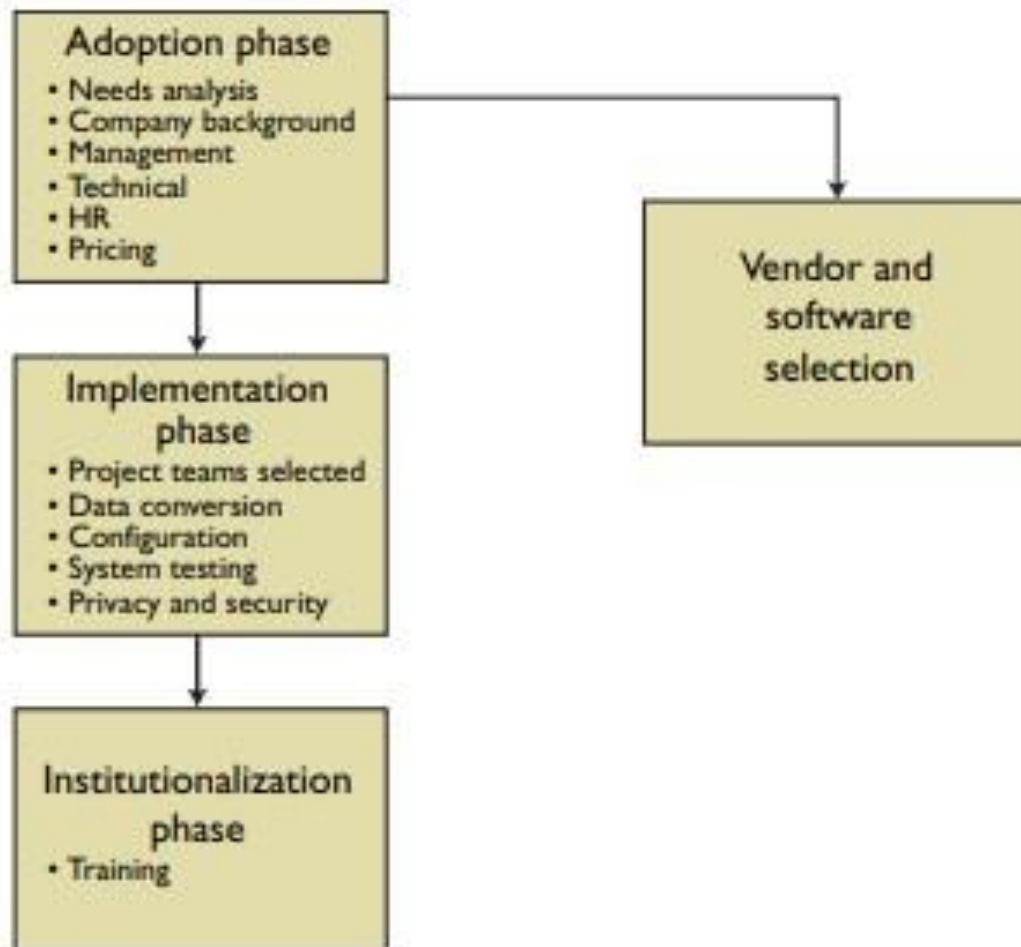 Adoption phase
• Needs analysis
• Company background
• Management
• Technical
• HR
• Pricing
Vendor and
software
selection
Implementation
phase
• Project teams selected
• Data conversion
• Configuration
• System testing
• Privacy and security
Institutionalization
phase
• Training